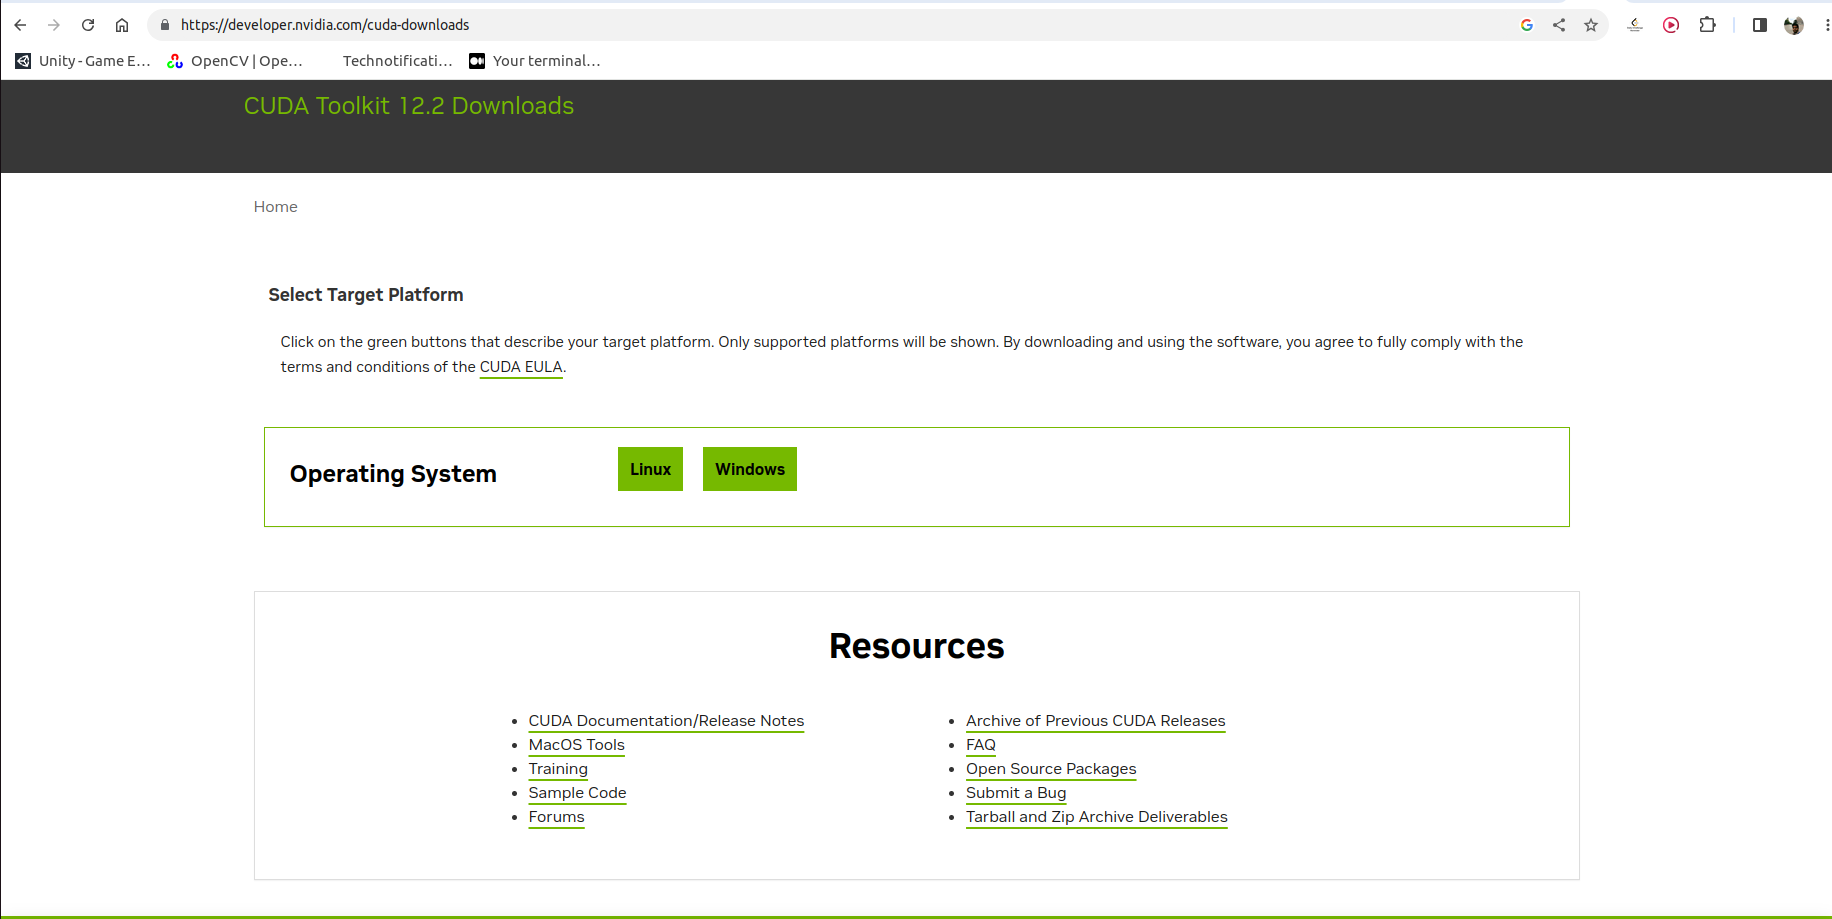 https://developer.nvidia.com/cuda-downloads
Unity - Game E... OpenCV | Ope... Technotificati... Your terminal...
CUDA Toolkit 12.2 Downloads
Home
Select Target Platform
Click on the green buttons that describe your target platform. Only supported platforms will be shown. By downloading and using the software, you agree to fully comply with the
terms and conditions of the CUDA EULA.
Operating System Linux Windows
Resources
• CUDA Documentation/Release Notes
• MacOS Tools
• Training
• Sample Code
• Forums
• Archive of Previous CUDA Releases
• FAQ
• Open Source Packages
• Submit a Bug
• Tarball and Zip Archive Deliverables